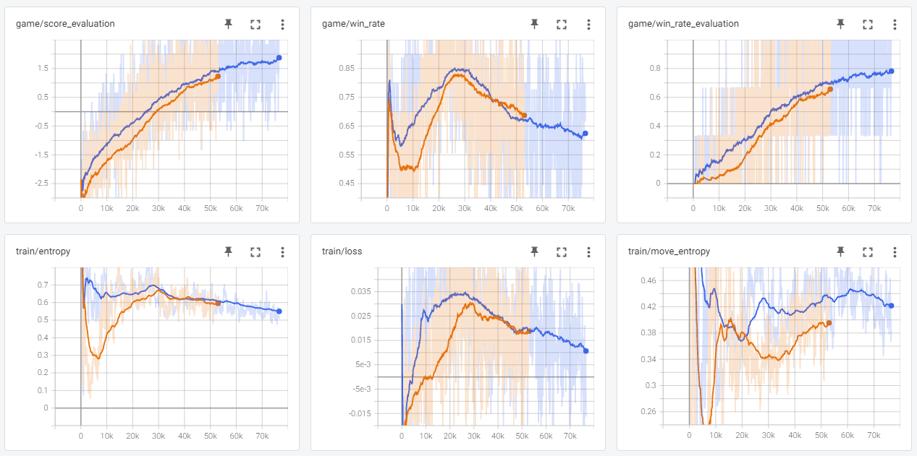 game/score_evaluation
1.5
0.5
-0.5
-1.5
-2.5
0 10k 20k 30k 40k 50k 60k 70k
game/win_rate
0.85
0.75
0.65
0.55
0.45
0 10k 20k 30k 40k 50k 60k 70k
game/win_rate_evaluation
0.8
0.6
0.4
0.2
0
0 10k 20k 30k 40k 50k 60k 70k
train/entropy
0.7
0.6
0.5
0.4
0.3
0.2
0.1
0
0 10k 20k 30k 40k 50k 60k 70k
train/loss
0.035
0.025
0.015
5e-3
-5e-3
-0.015
0 10k 20k 30k 40k 50k 60k 70k
train/move_entropy
0.46
0.42
0.38
0.34
0.3
0.26
0 10k 20k 30k 40k 50k 60k 70k